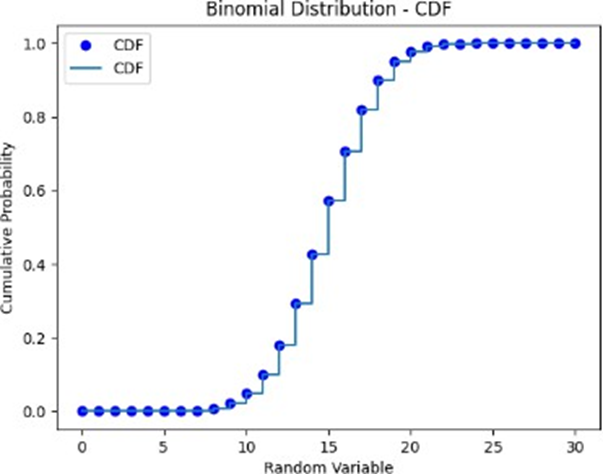 Binomial Distribution - CDF
CDF
CDF
Cumulative Probability
1.0
0.8
0.6
0.4
0.2
0.0
0 5 10 15 20 25 30
Random Variable